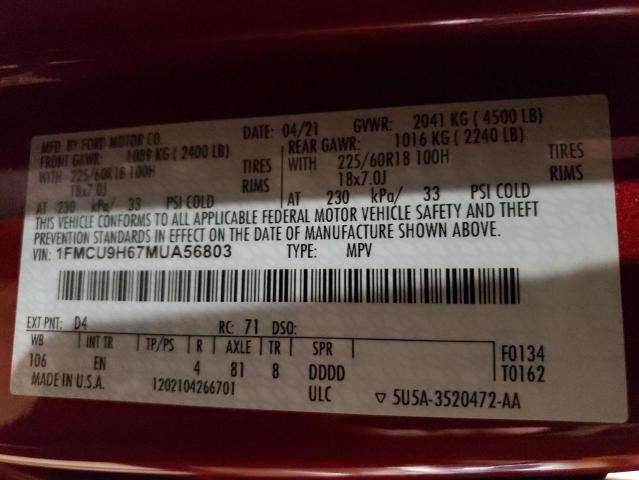 MFD. BY FORD MOTOR CO. DATE: 04/21 GVWR: 2041 KG ( 4500 LB)
FRONT GAWR: 1089 KG ( 2400 LB) REAR GAWR: 1016 KG ( 2240 LB)
WITH 225/60R18 100H TIRES WITH 225/60R18 100H TIRES
18x7.0J RIMS 18x7.0J RIMS
AT 230 kPa/ 33 PSI COLD AT 230 kPa/ 33 PSI COLD
THIS VEHICLE CONFORMS TO ALL APPLICABLE FEDERAL MOTOR VEHICLE SAFETY AND THEFT
PREVENTION STANDARDS IN EFFECT ON THE DATE OF MANUFACTURE SHOWN ABOVE.
VIN: 1FMCU9H67MUA56803 TYPE: MPV
EXT PNT: D4 RC: 71 DSO:
WB INT TR TP/PS R AXLE TR SPR F0134
106 EN 4 81 8 DDDD T0162
MADE IN U.S.A. 1202104266701 ULC ▽ 5U5A-3520472-AA